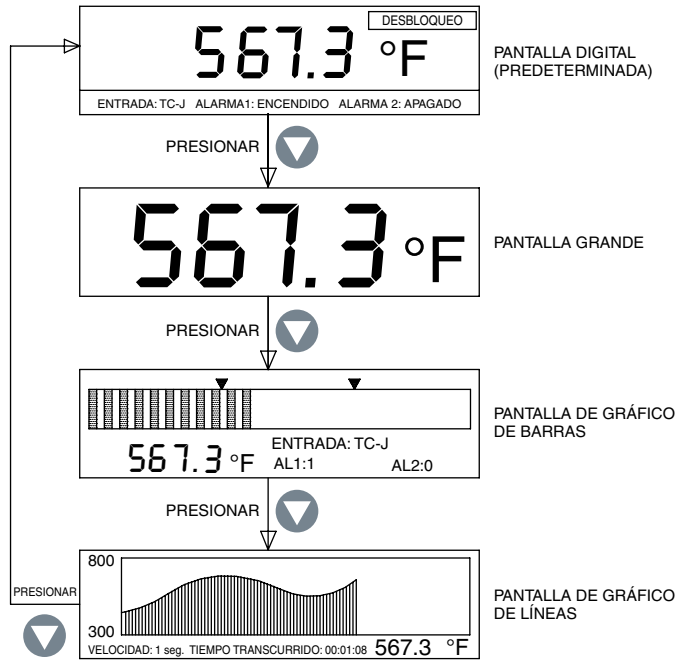 DESBLOQUEO
567.3 °F
ENTRADA: TC-J ALARMA1: ENCENDIDO ALARMA 2: APAGADO
PANTALLA DIGITAL
(PREDETERMINADA)
PRESIONAR
567.3 °F
PANTALLA GRANDE
PRESIONAR
567.3 °F
ENTRADA: TC-J
AL1:1 AL2:0
PANTALLA DE GRÁFICO
DE BARRAS
PRESIONAR
800
300
VELOCIDAD: 1 seg. TIEMPO TRANSCURRIDO: 00:01:08 567.3 °F
PANTALLA DE GRÁFICO
DE LÍNEAS
PRESIONAR